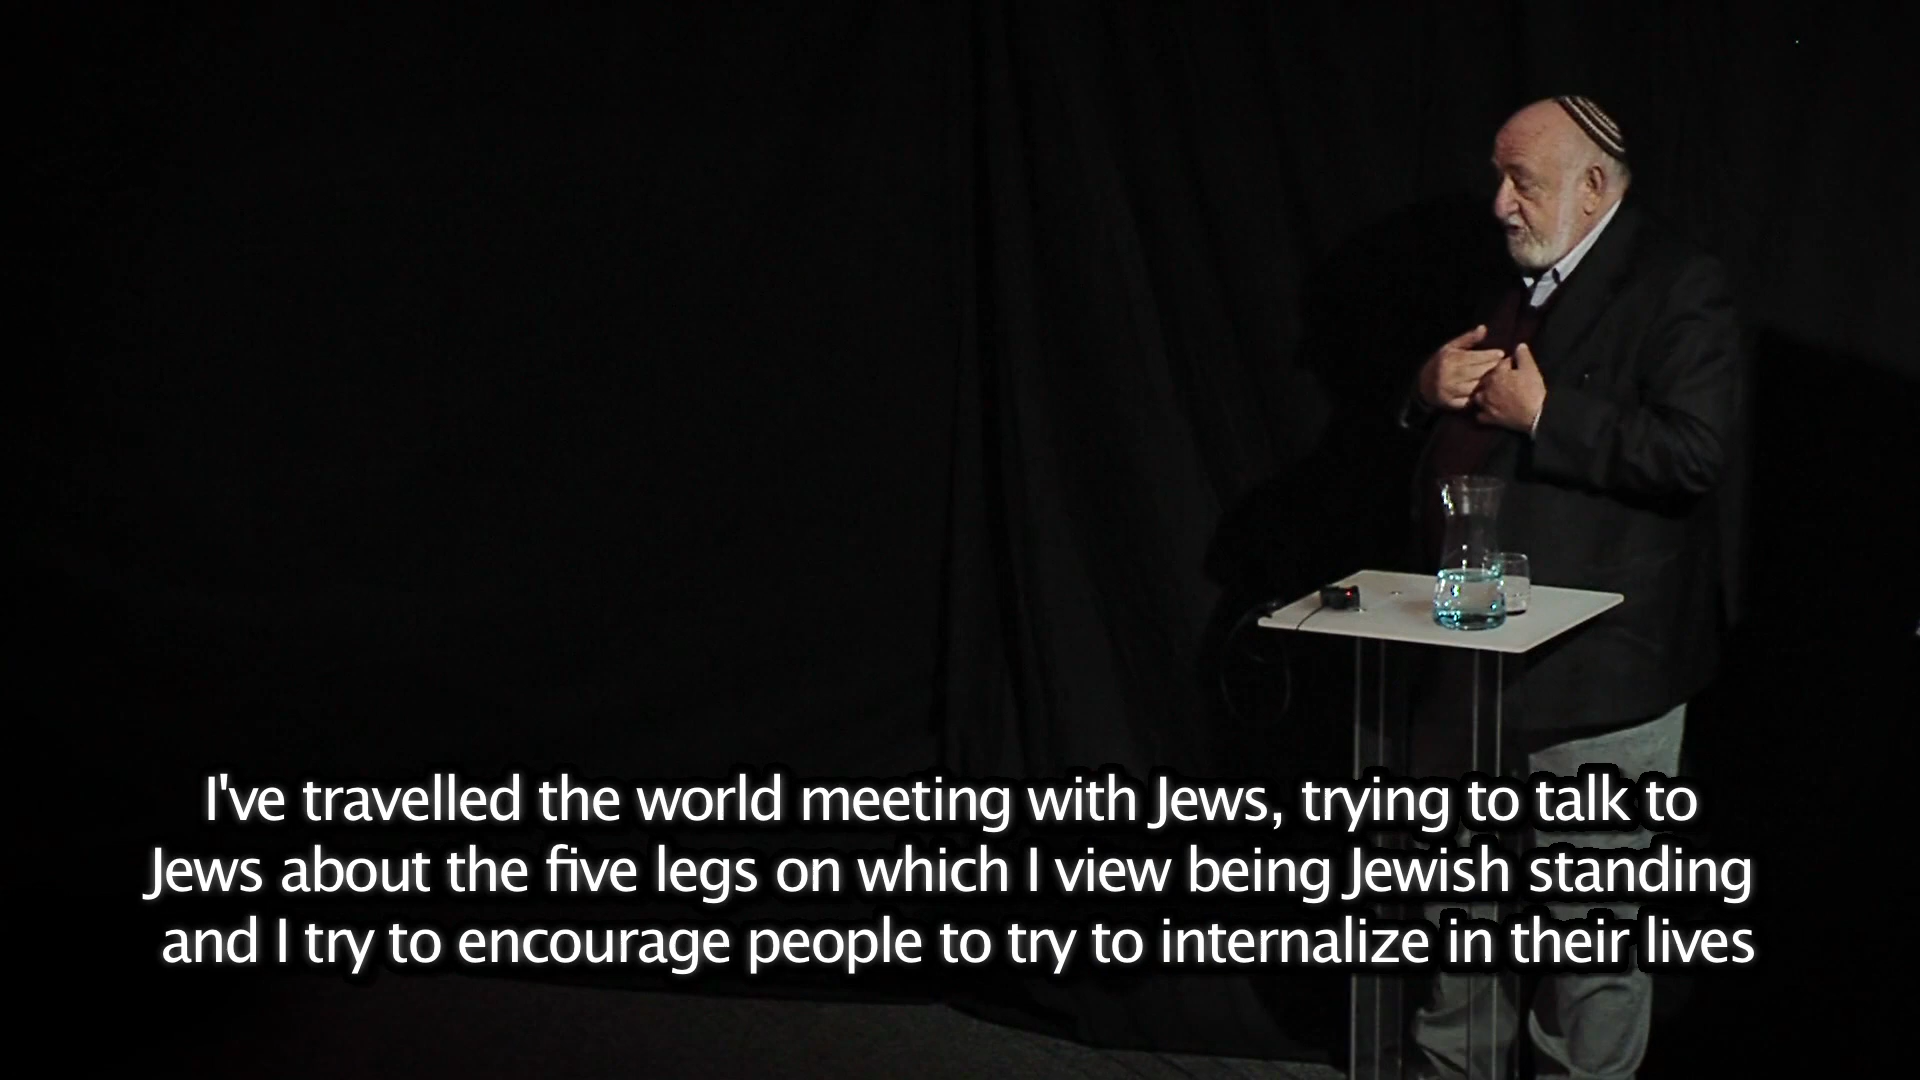 I've travelled the world meeting with Jews, trying to talk to
Jews about the five legs on which I view being Jewish standing
and I try to encourage people to try to internalize in their lives